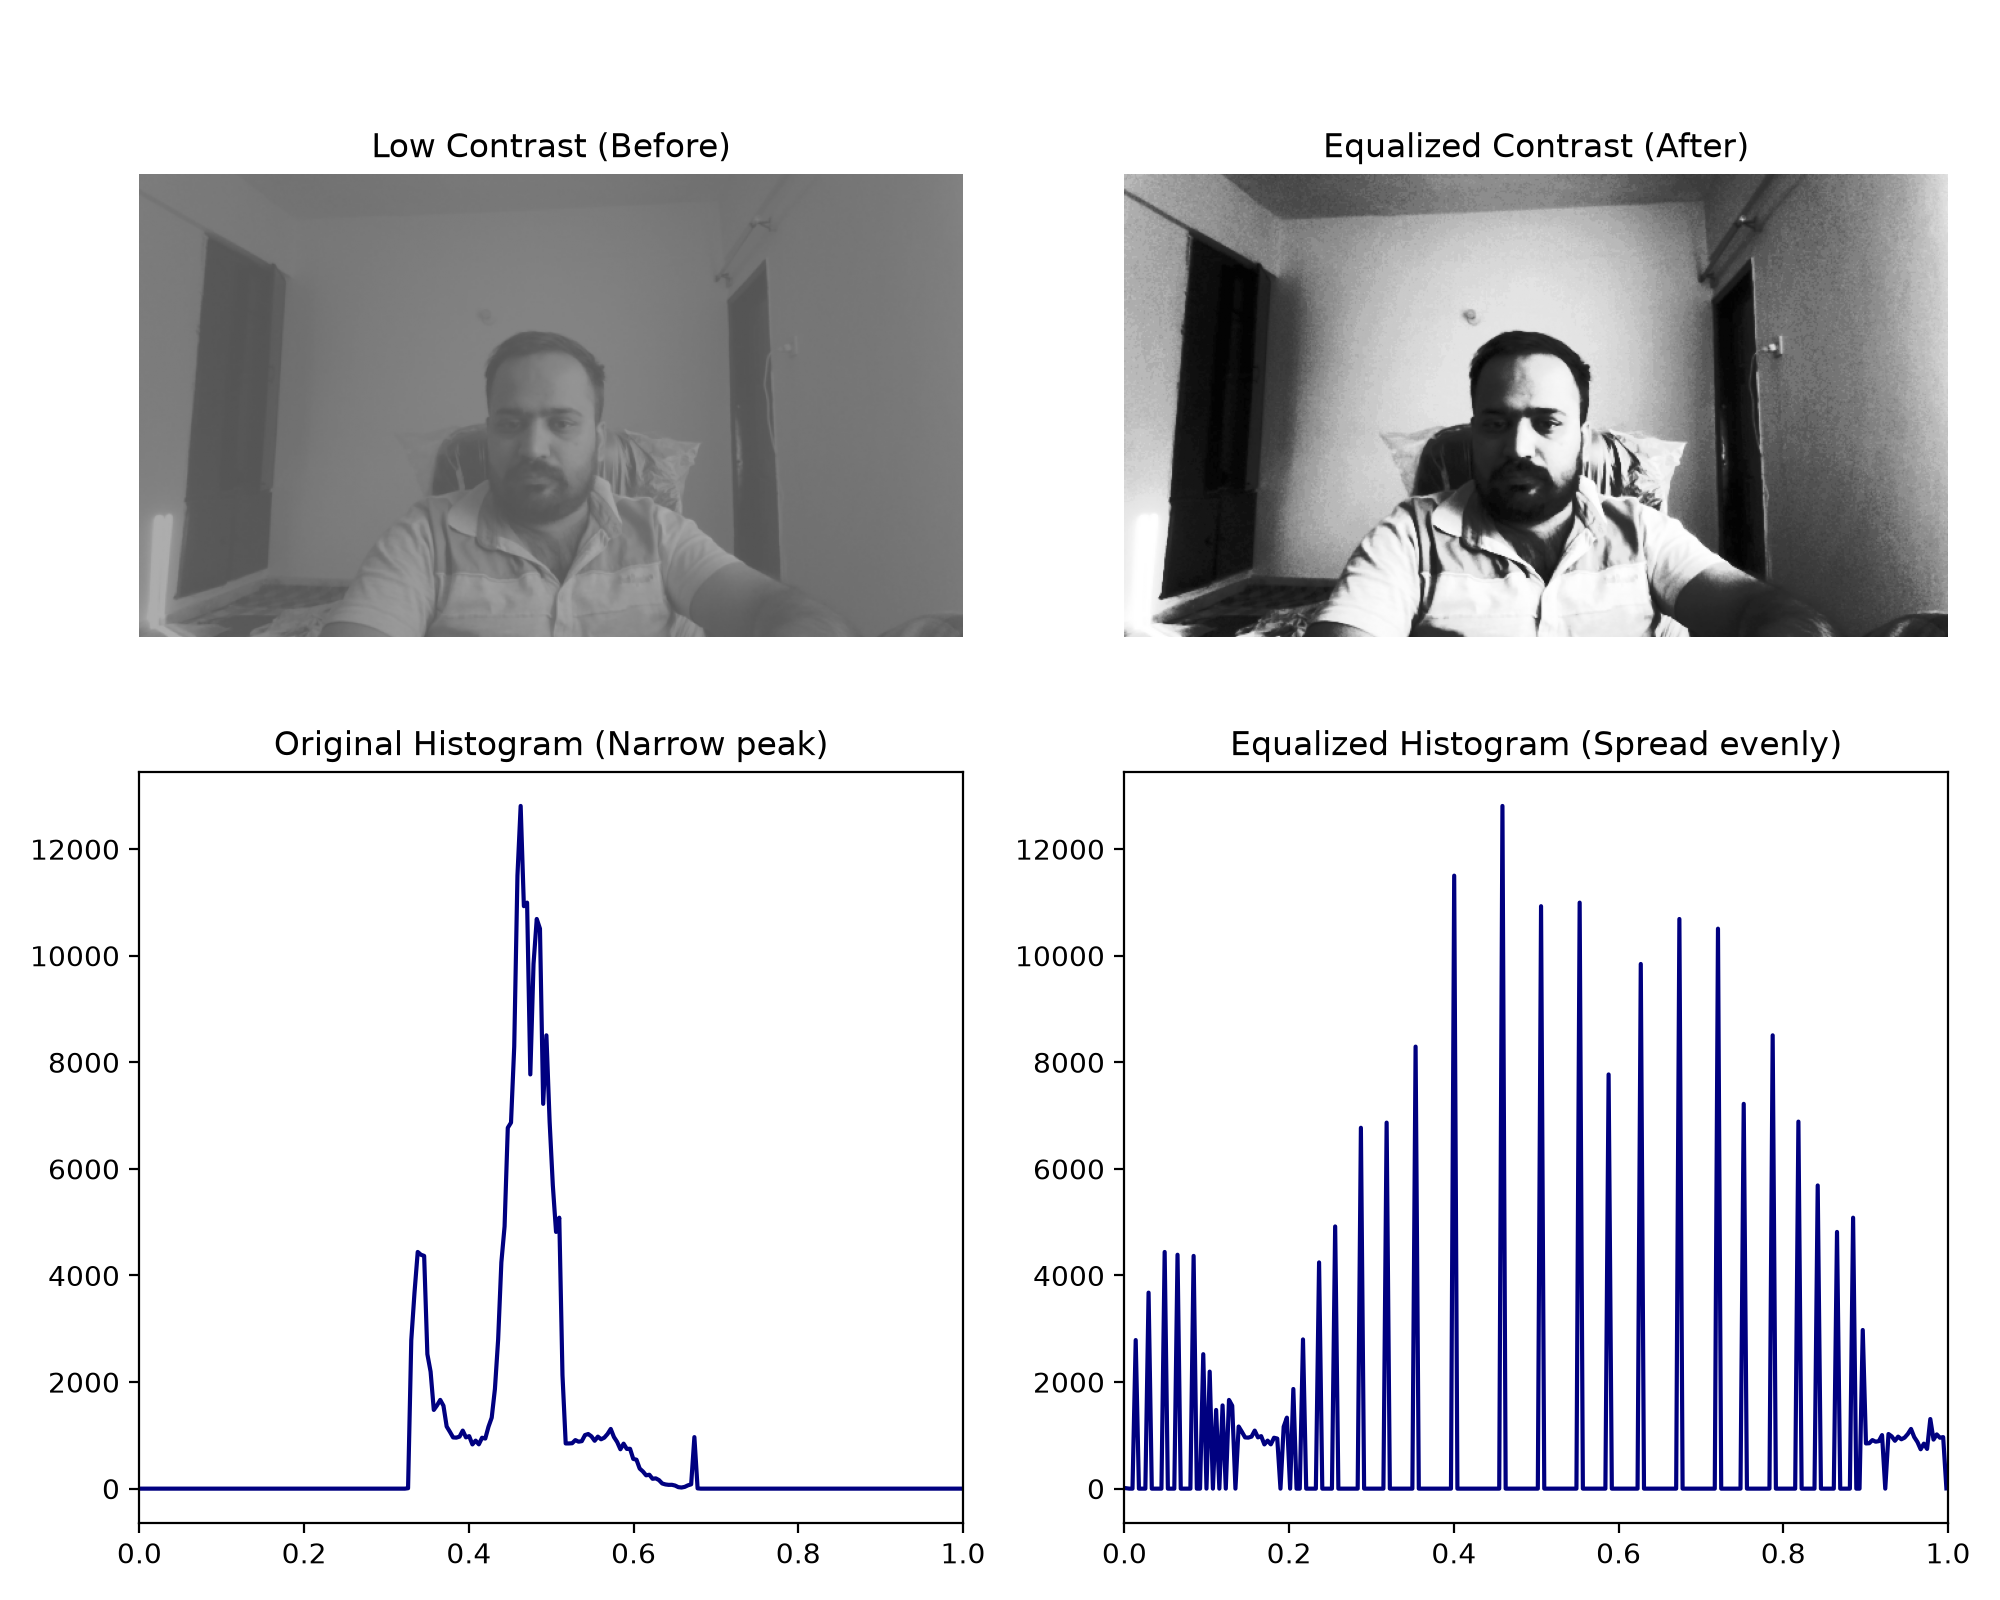 Low Contrast (Before)
Equalized Contrast (After)
Original Histogram (Narrow peak)
12000
10000
8000
6000
4000
2000
0
0.0 0.2 0.4 0.6 0.8 1.0
Equalized Histogram (Spread evenly)
12000
10000
8000
6000
4000
2000
0
0.0 0.2 0.4 0.6 0.8 1.0